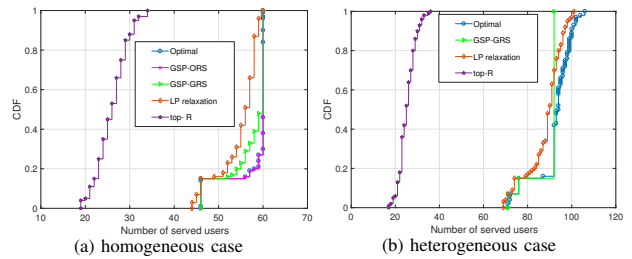 1
0.8
0.6
0.4
0.2
0
CDF
Optimal
GSP-ORS
GSP-GRS
LP relaxation
top- R
10 20 30 40 50 60 70
Number of served users
(a) homogeneous case
1
0.8
0.6
0.4
0.2
0
CDF
Optimal
GSP-GRS
LP relaxation
top-R
0 20 40 60 80 100 120
Number of served users
(b) heterogeneous case